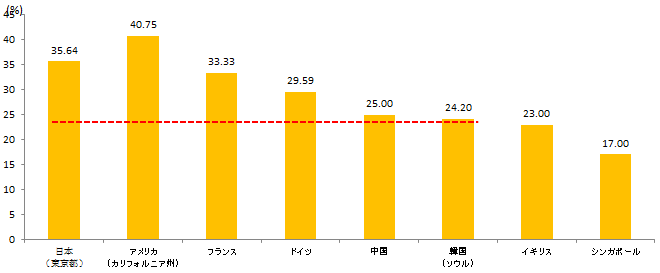 (%)
45
40
35
30
25
20
15
10
5
0
35.64
40.75
33.33
29.59
25.00
24.20
23.00
17.00
日本
（東京都）
アメリカ
（カリフォルニア州）
フランス
ドイツ
中国
韓国
（ソウル）
イギリス
シンガポール